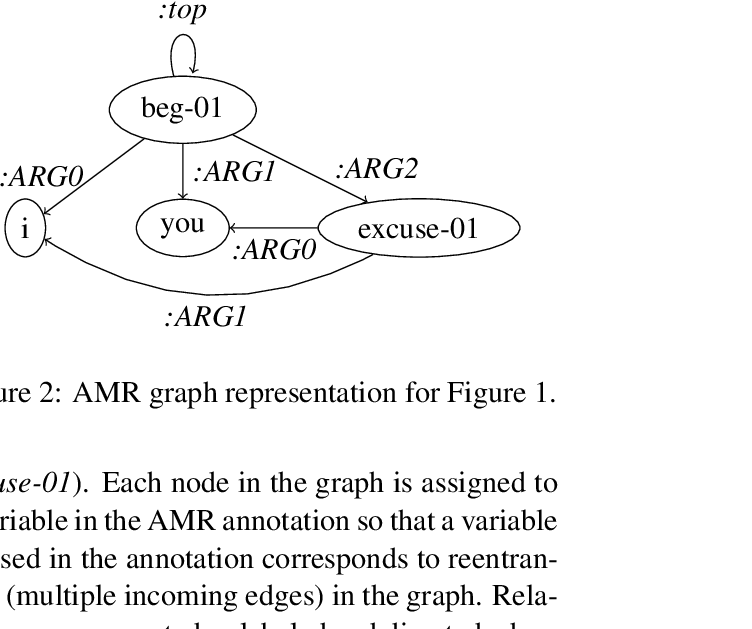 :top
beg-01
:ARG0 :ARG1 :ARG2
i you excuse-01
:ARG0
:ARG1
ure 2: AMR graph representation for Figure 1.
use-01). Each node in the graph is assigned to
riable in the AMR annotation so that a variable
sed in the annotation corresponds to reentran-
(multiple incoming edges) in the graph. Rela-